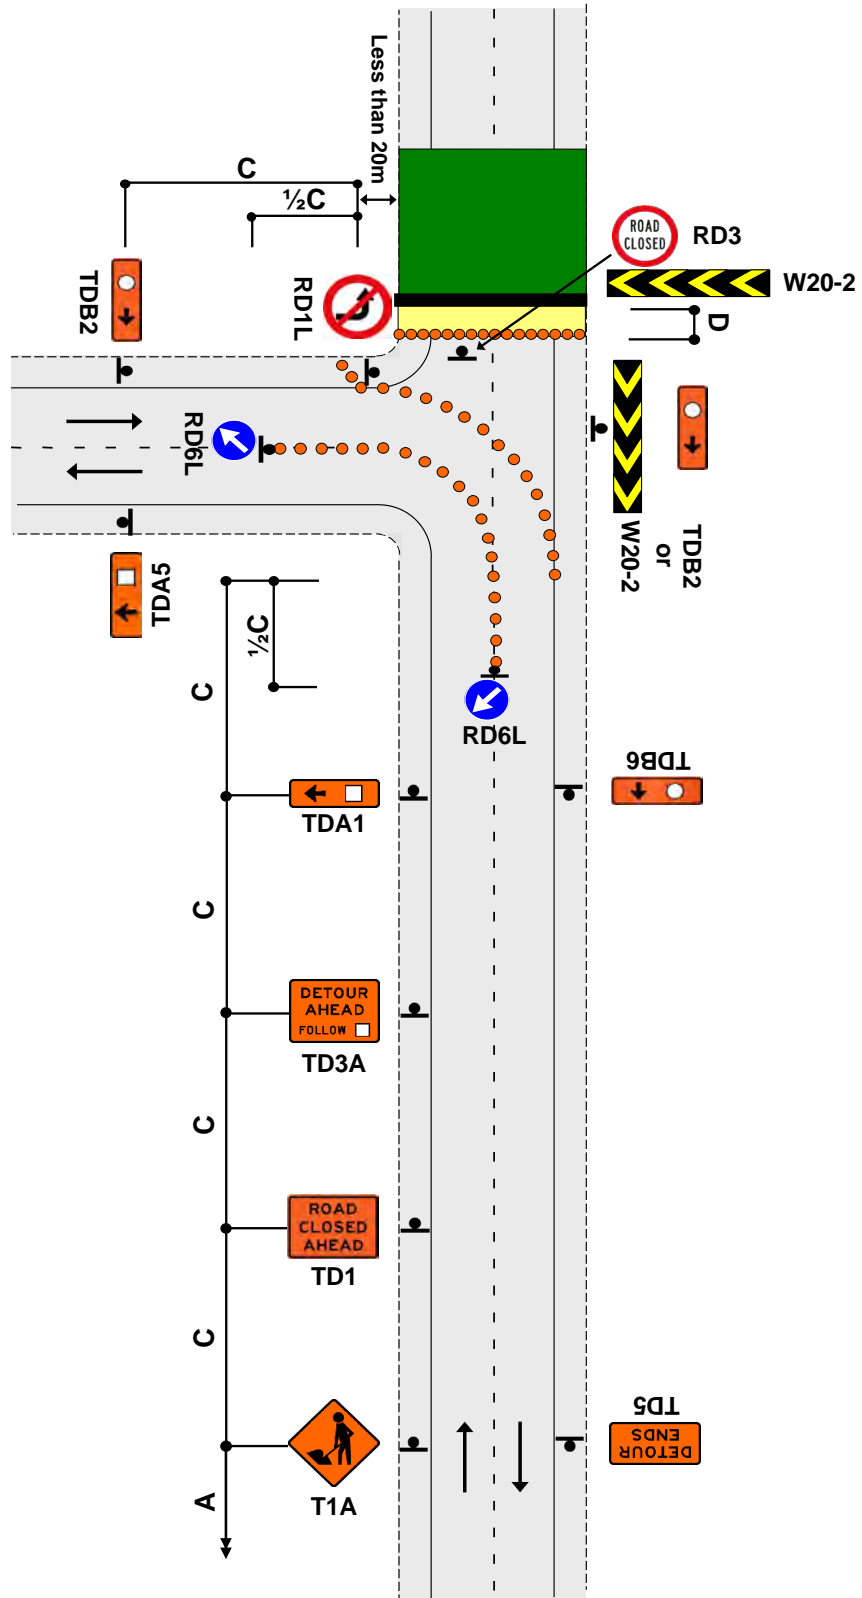 Less than 20m
C
½C
ROAD
CLOSED
RD3
TDB2
RD1L
W20-2
D
RD6L
TDB2
or
W20-2
TDA5
½C
C
RD6L
TDB6
TDA1
C
DETOUR
AHEAD
FOLLOW
TD3A
C
ROAD
CLOSED
AHEAD
TD1
C
TD5
DETOUR
ENDS
A
T1A